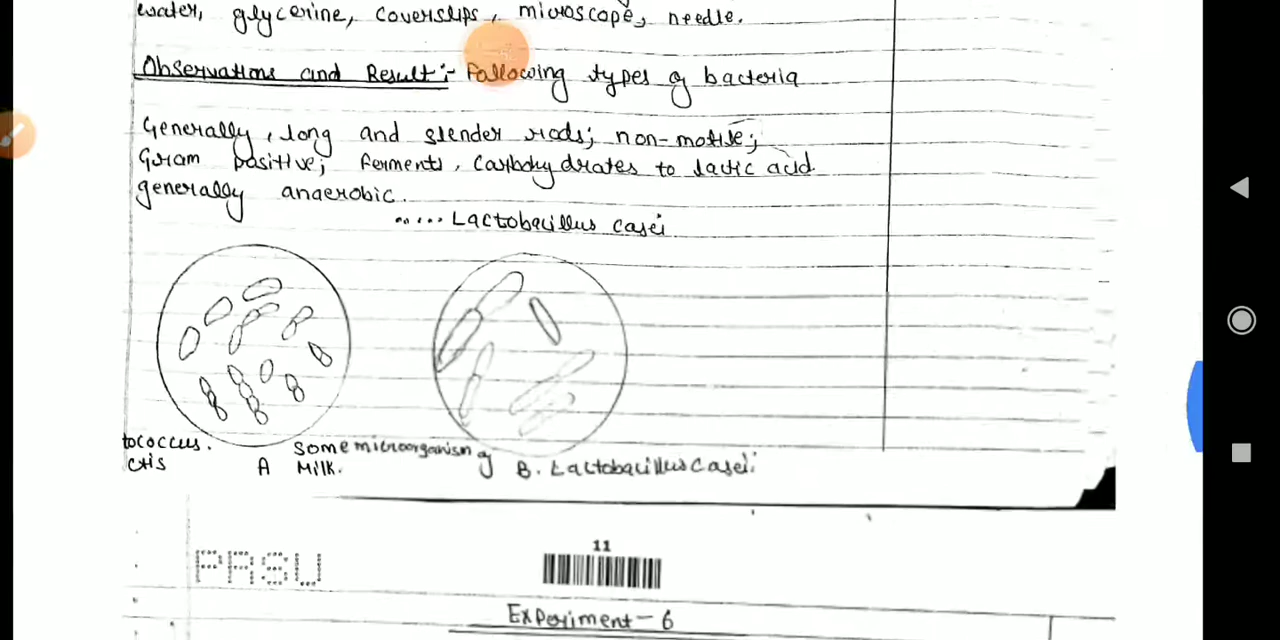 water, glycerine, coverslips, microscope, needle.
Observations and Result:- Following types of bacteria
Generally, long and slender rods; non-motile;
Gram positive; ferments, carbohydrates to lactic acid.
generally anaerobic.
..... Lactobacillus casei
tococcus.
ctis
A
Some microorganism of
Milk.
B. Lactobacillus casei
PASU
11
Experiment-6